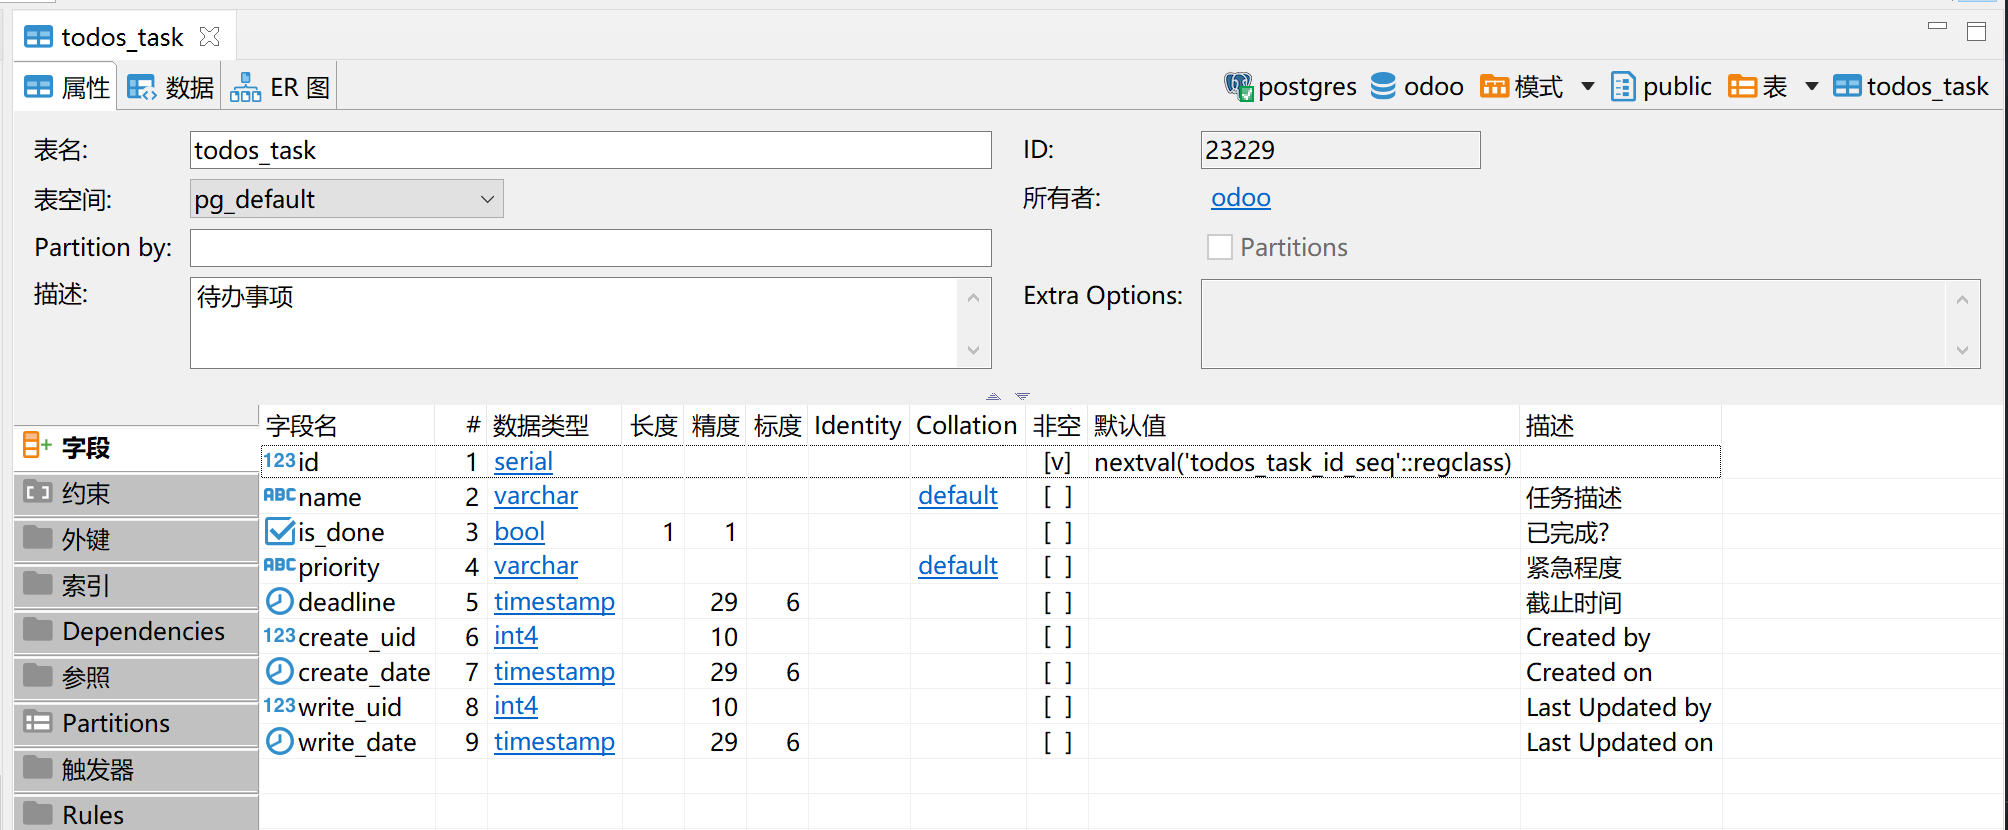 todos_task
属性 数据 ER 图 postgres odoo 模式 public 表 todos_task
表名: todos_task ID: 23229
表空间: pg_default 所有者: odoo
Partition by: Partitions
描述: 待办事项 Extra Options:
字段名 # 数据类型 长度 精度 标度 Identity Collation 非空 默认值 描述
字段
约束
外键
索引
Dependencies
参照
Partitions
触发器
Rules
123 id 1 serial [v] nextval('todos_task_id_seq'::regclass)
ABC name 2 varchar default [ ] 任务描述
is_done 3 bool 1 1 [ ] 已完成?
ABC priority 4 varchar default [ ] 紧急程度
deadline 5 timestamp 29 6 [ ] 截止时间
123 create_uid 6 int4 10 [ ] Created by
create_date 7 timestamp 29 6 [ ] Created on
123 write_uid 8 int4 10 [ ] Last Updated by
write_date 9 timestamp 29 6 [ ] Last Updated on